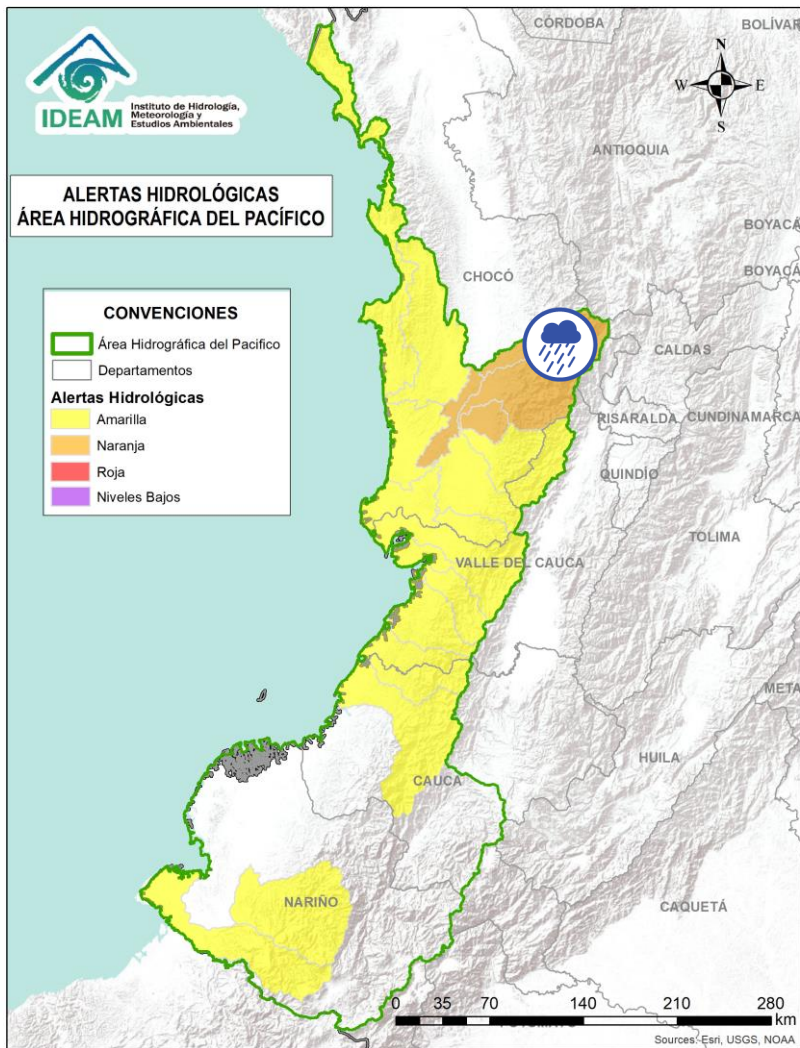 IDEAM
Instituto de Hidrología,
Meteorología y
Estudios Ambientales
ALERTAS HIDROLÓGICAS
ÁREA HIDROGRÁFICA DEL PACÍFICO
CONVENCIONES
Área Hidrográfica del Pacifico
Departamentos
Alertas Hidrológicas
Amarilla
Naranja
Roja
Niveles Bajos
N
W E
S
CÓRDOBA
BOLÍVAR
ANTIOQUIA
BOYACÁ
BOYACÁ
CHOCÓ
CALDAS
RISARALDA
CUNDINAMARCA
QUINDÍO
TOLIMA
VALLE DEL CAUCA
META
HUILA
CAUCA
NARIÑO
CAQUETÁ
0 35 70 140 210 280
km
Sources: Esri, USGS, NOAA